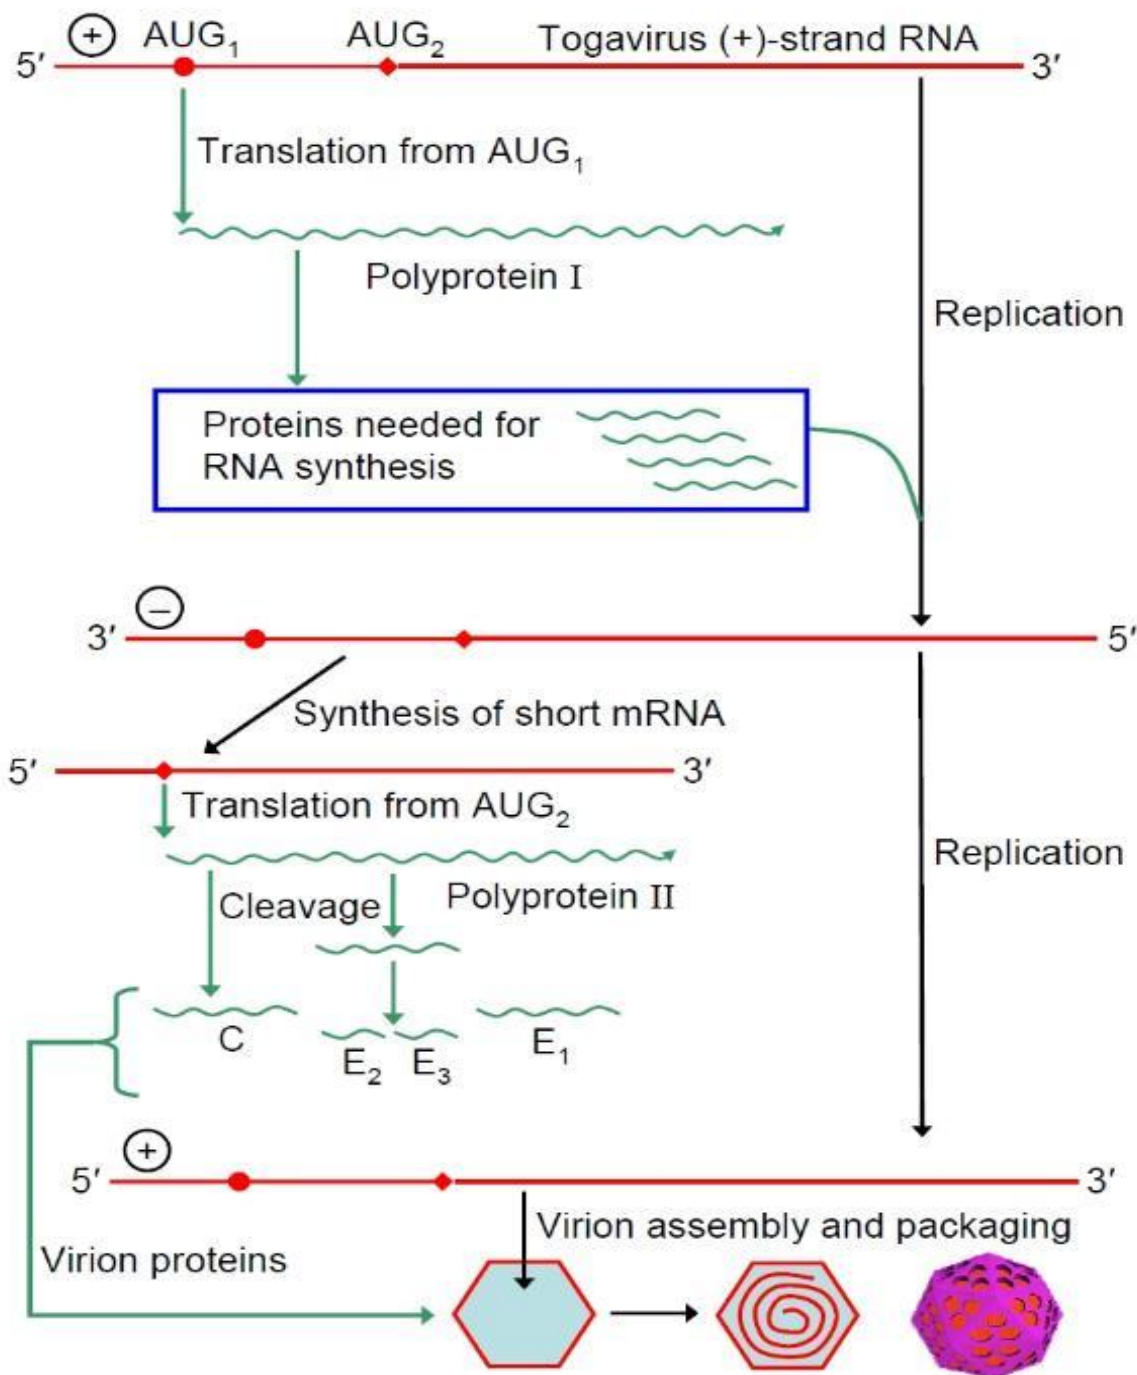 + AUG₁ AUG₂ Togavirus (+)-strand RNA
5′ 3′
Translation from AUG₁
Polyprotein I
Replication
Proteins needed for
RNA synthesis
−
3′ 5′
Synthesis of short mRNA
5′ 3′
Translation from AUG₂
Replication
Polyprotein II
Cleavage
C E₂ E₃ E₁
+
5′ 3′
Virion assembly and packaging
Virion proteins